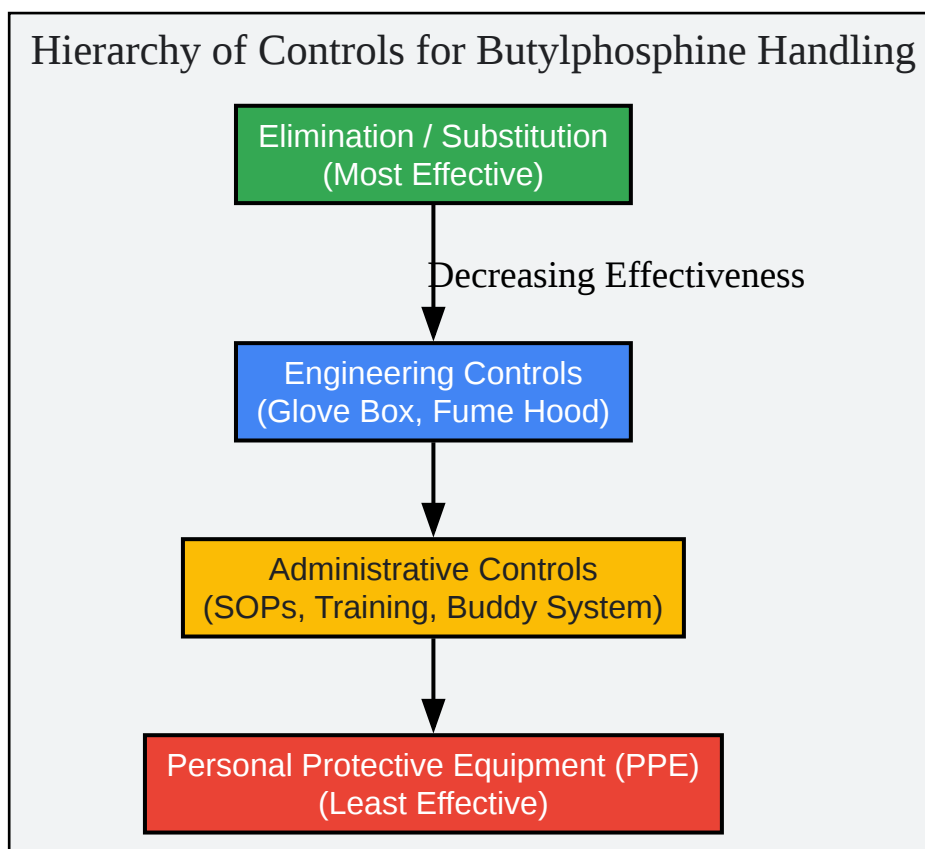 Hierarchy of Controls for Butylphosphine Handling
Elimination / Substitution
(Most Effective)
Decreasing Effectiveness
Engineering Controls
(Glove Box, Fume Hood)
Administrative Controls
(SOPs, Training, Buddy System)
Personal Protective Equipment (PPE)
(Least Effective)